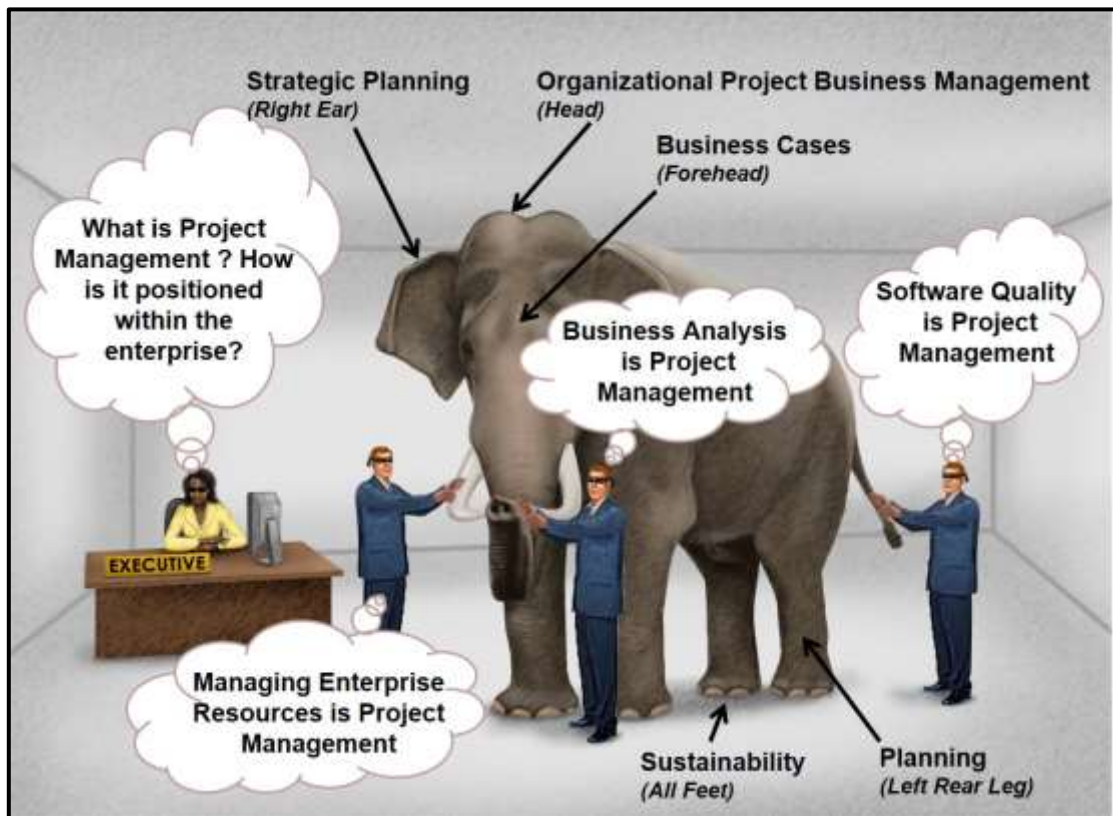 Strategic Planning
(Right Ear)
Organizational Project Business Management
(Head)
Business Cases
(Forehead)
What is Project
Management ? How
is it positioned
within the
enterprise?
Business Analysis
is Project
Management
Software Quality
is Project
Management
EXECUTIVE
Managing Enterprise
Resources is Project
Management
Sustainability
(All Feet)
Planning
(Left Rear Leg)